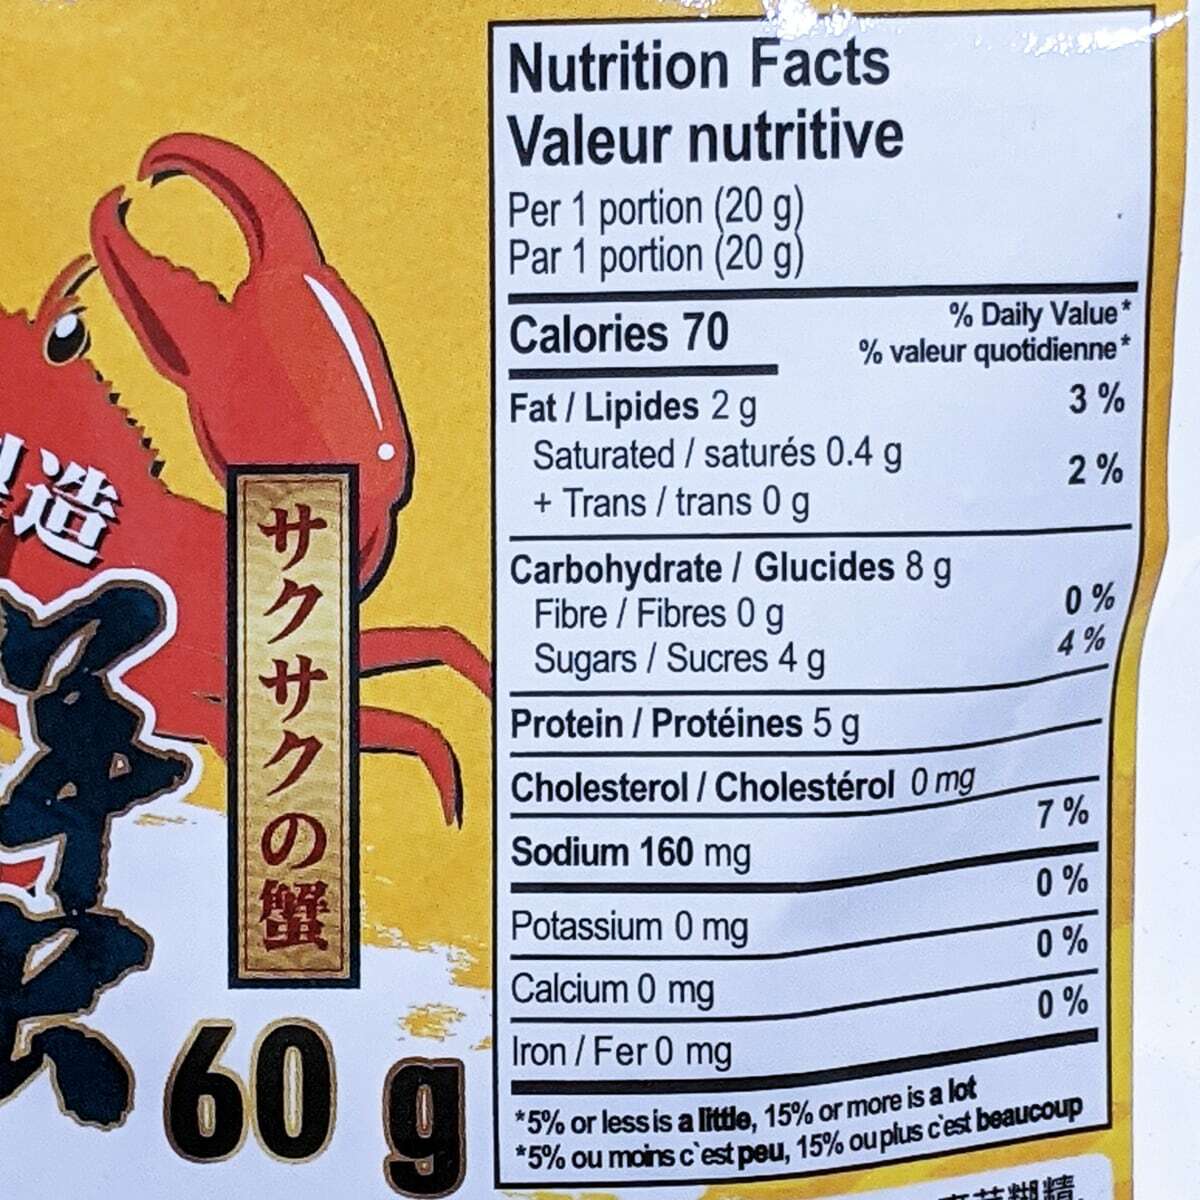 Nutrition Facts
Valeur nutritive
Per 1 portion (20 g)
Par 1 portion (20 g)
Calories 70
% Daily Value*
% valeur quotidienne*
Fat / Lipides 2 g 3 %
Saturated / saturés 0.4 g
+ Trans / trans 0 g 2 %
Carbohydrate / Glucides 8 g
Fibre / Fibres 0 g 0 %
Sugars / Sucres 4 g 4 %
Protein / Protéines 5 g
Cholesterol / Cholestérol 0 mg
Sodium 160 mg 7 %
Potassium 0 mg 0 %
Calcium 0 mg 0 %
Iron / Fer 0 mg 0 %
*5% or less is a little, 15% or more is a lot
*5% ou moins c`est peu, 15% ou plus c`est beaucoup
造
サクサクの蟹
60 g